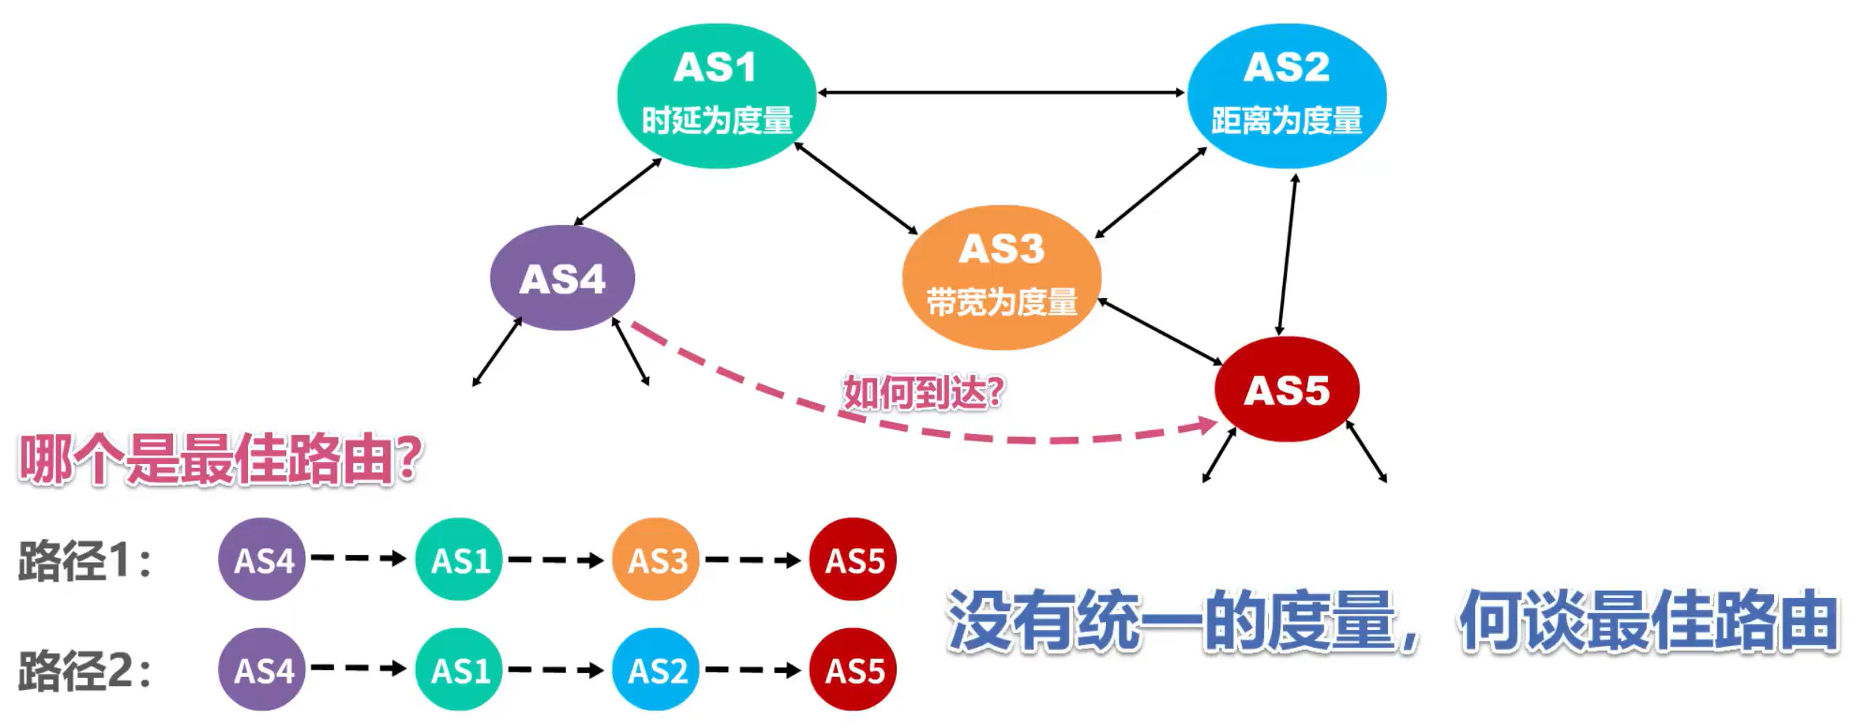 AS1
时延为度量
AS2
距离为度量
AS3
带宽为度量
AS4
如何到达?
AS5
哪个是最佳路由?
路径1:
AS4
AS1
AS3
AS5
路径2:
AS4
AS1
AS2
AS5
没有统一的度量，何谈最佳路由